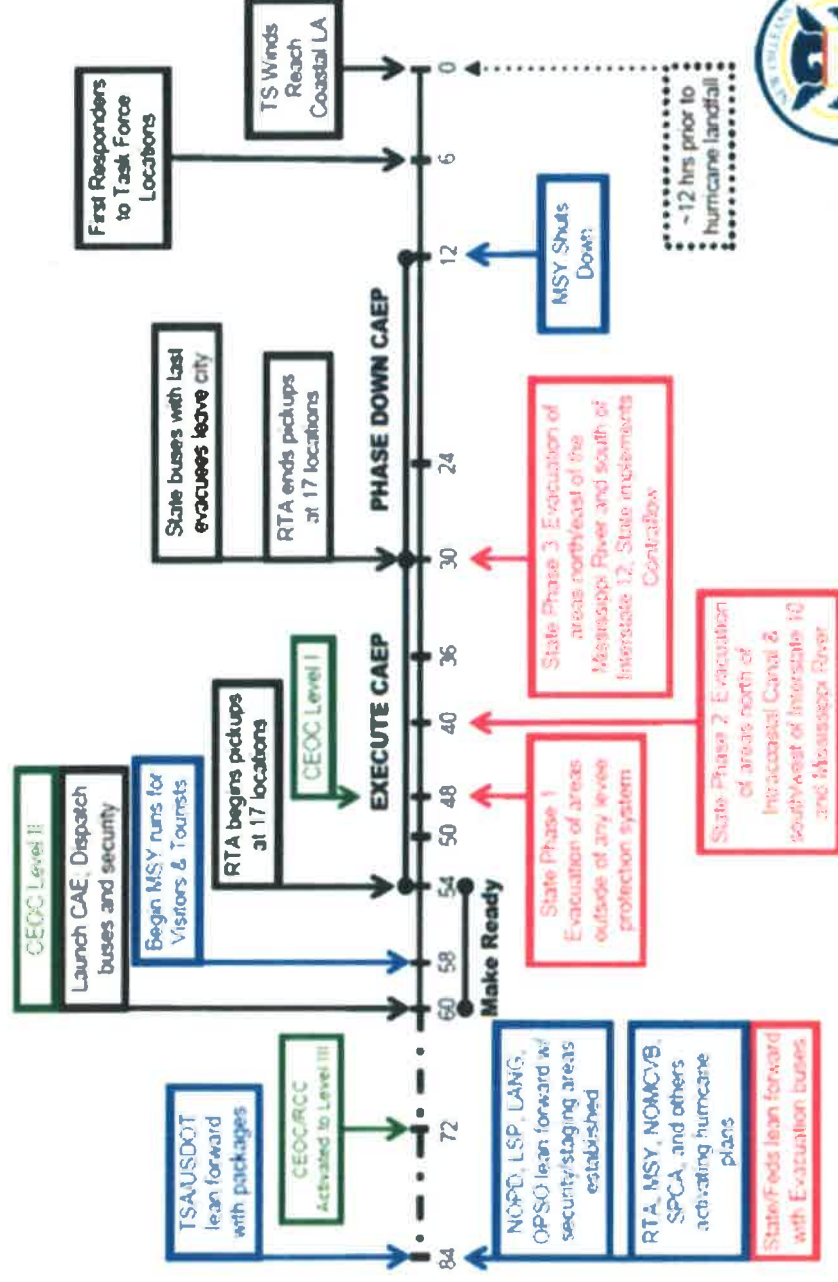 TSA/USDOT
lean forward
with packages
CEOC/RCC
Activated to Level III
CEOC Level II
Launch CAE; Dispatch
buses and security
Begin MSY runs for
Visitors & Tourists
RTA begins pickups
at 17 locations
CEOC Level I
State buses with last
evacuees leave city
RTA ends pickups
at 17 locations
First Responders
to Task Force
Locations
TS Winds
Reach
Coastal LA
EXECUTE CAEP
PHASE DOWN CAEP
84
72
60
58
54
50
48
40
36
30
24
12
6
0
Make Ready
NOPD, LSP, LANG,
OPSO lean forward w/
security/staging areas
established
RTA, MSY, NOMCVB,
SPCA, and others
activating hurricane
plans
State/Feds lean forward
with Evacuation buses
State Phase 1
Evacuation of areas
outside of any levee
protection system
State Phase 2 Evacuation
of areas north of
Intracoastal Canal &
south/west of Interstate 10
and Mississippi River
State Phase 3 Evacuation of
areas north/east of the
Mississippi River and south of
Interstate 12, State implements
Contraflow
MSY Shuts
Down
~12 hrs prior to
hurricane landfall
NEW ORLEANS